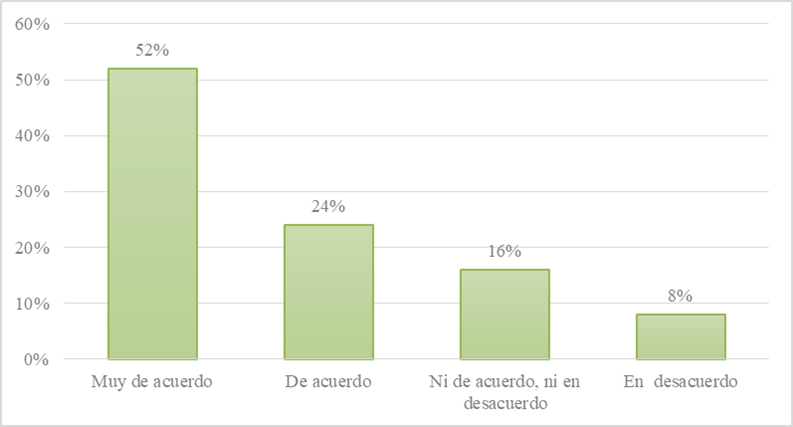 60%
52%
50%
40%
30%
24%
20%
16%
10%
8%
0%
Muy de acuerdo
De acuerdo
Ni de acuerdo, ni en
desacuerdo
En desacuerdo